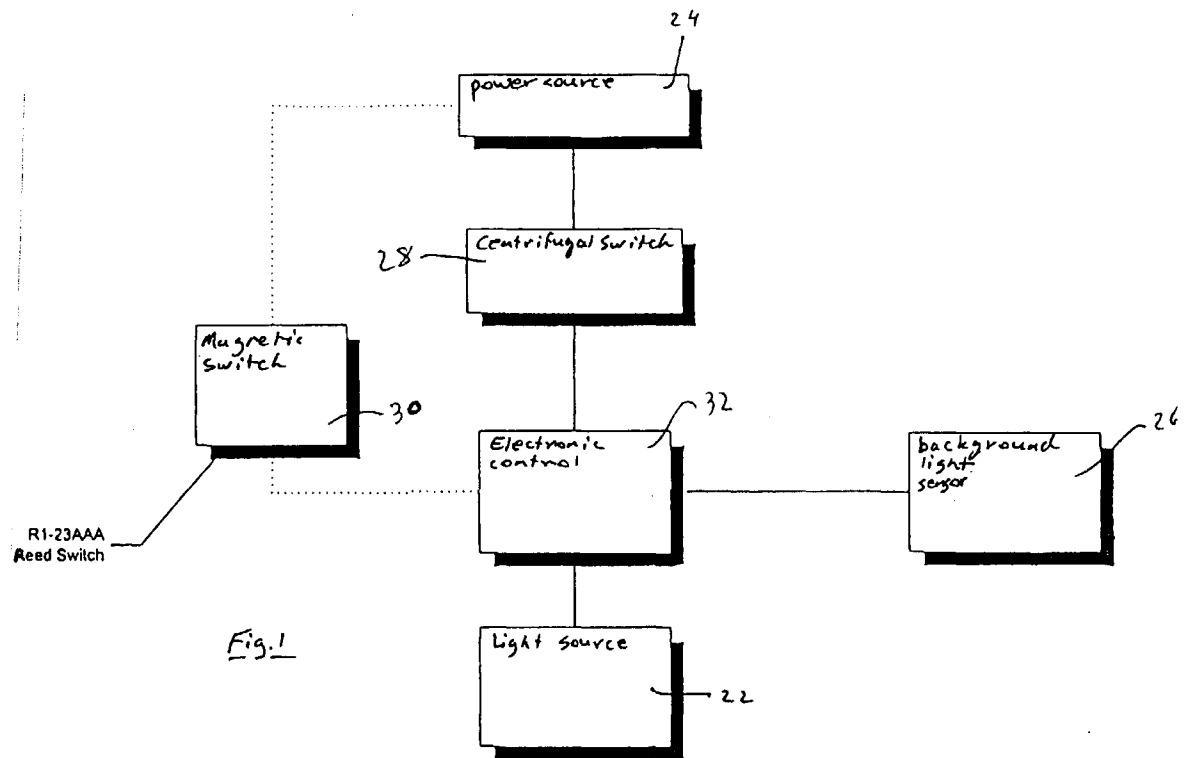 24
power source
Centrifugal switch
28
Magnetic
switch
30
32
Electronic
control
26
background
light
sensor
R1-23AAA
Reed Switch
Fig.1
Light source
22